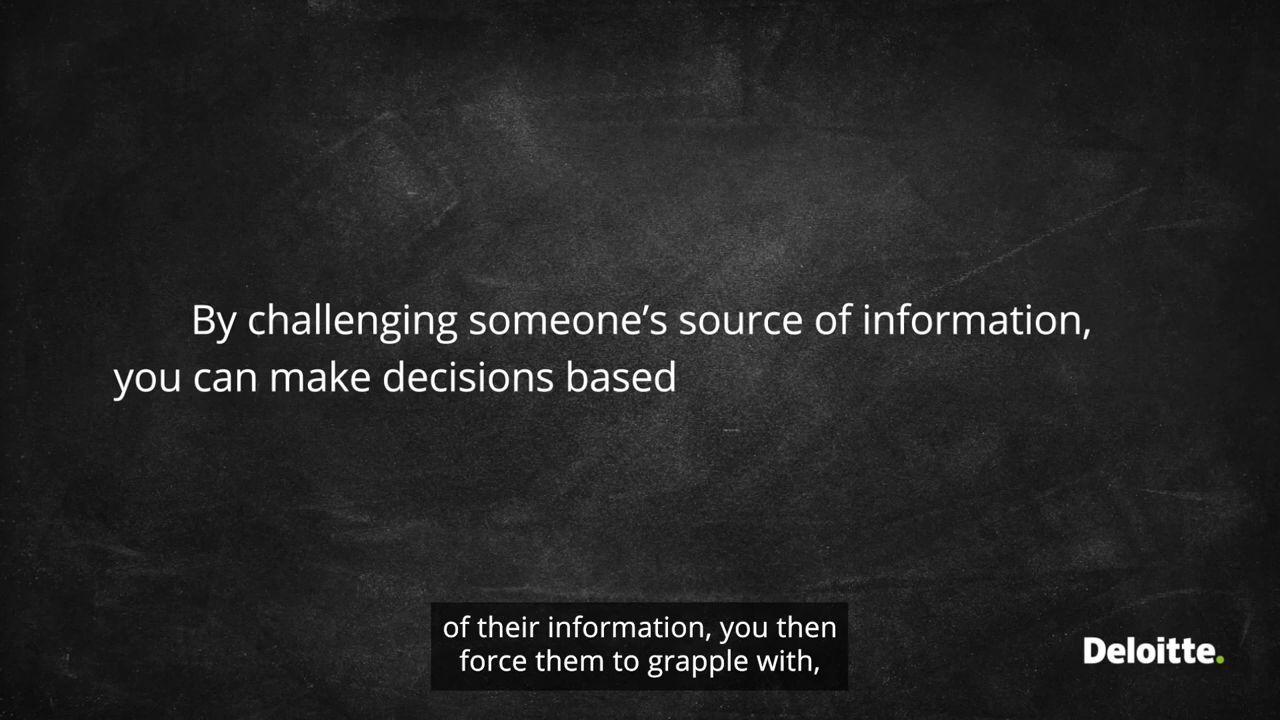 By challenging someone’s source of information,
you can make decisions based
of their information, you then
force them to grapple with,
Deloitte.